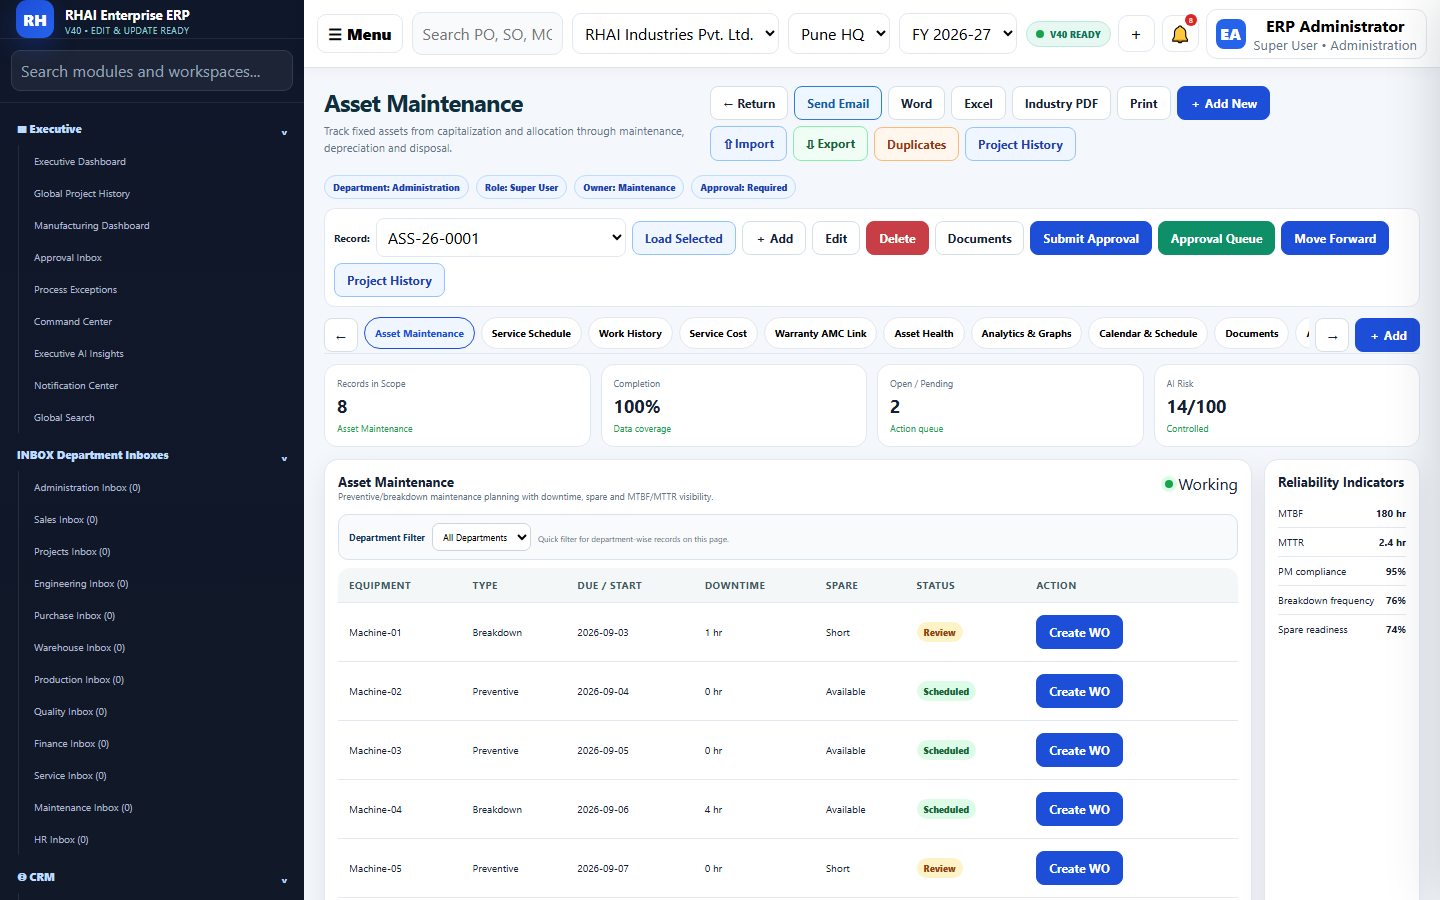 RH
RHAI Enterprise ERP
V40 • EDIT & UPDATE READY
Search modules and workspaces...
Executive
Executive Dashboard
Global Project History
Manufacturing Dashboard
Approval Inbox
Process Exceptions
Command Center
Executive AI Insights
Notification Center
Global Search
INBOX Department Inboxes
Administration Inbox (0)
Sales Inbox (0)
Projects Inbox (0)
Engineering Inbox (0)
Purchase Inbox (0)
Warehouse Inbox (0)
Production Inbox (0)
Quality Inbox (0)
Finance Inbox (0)
Service Inbox (0)
Maintenance Inbox (0)
HR Inbox (0)
CRM
☰ Menu
Search PO, SO, MO
RHAI Industries Pvt. Ltd.
Pune HQ
FY 2026-27
V40 READY
+
8
EA
ERP Administrator
Super User • Administration
Asset Maintenance
Track fixed assets from capitalization and allocation through maintenance,
depreciation and disposal.
← Return
Send Email
Word
Excel
Industry PDF
Print
+ Add New
⇧ Import
⇩ Export
Duplicates
Project History
Department: Administration
Role: Super User
Owner: Maintenance
Approval: Required
Record:
ASS-26-0001
Load Selected
+ Add
Edit
Delete
Documents
Submit Approval
Approval Queue
Move Forward
Project History
←
Asset Maintenance
Service Schedule
Work History
Service Cost
Warranty AMC Link
Asset Health
Analytics & Graphs
Calendar & Schedule
Documents
→
+ Add
Records in Scope
8
Asset Maintenance
Completion
100%
Data coverage
Open / Pending
2
Action queue
AI Risk
14/100
Controlled
Asset Maintenance
Preventive/breakdown maintenance planning with downtime, spare and MTBF/MTTR visibility.
Working
Department Filter
All Departments
Quick filter for department-wise records on this page.
EQUIPMENT TYPE DUE / START DOWNTIME SPARE STATUS ACTION
Machine-01 Breakdown 2026-09-03 1 hr Short Review Create WO
Machine-02 Preventive 2026-09-04 0 hr Available Scheduled Create WO
Machine-03 Preventive 2026-09-05 0 hr Available Scheduled Create WO
Machine-04 Breakdown 2026-09-06 4 hr Available Scheduled Create WO
Machine-05 Preventive 2026-09-07 0 hr Short Review Create WO
Reliability Indicators
MTBF 180 hr
MTTR 2.4 hr
PM compliance 95%
Breakdown frequency 76%
Spare readiness 74%